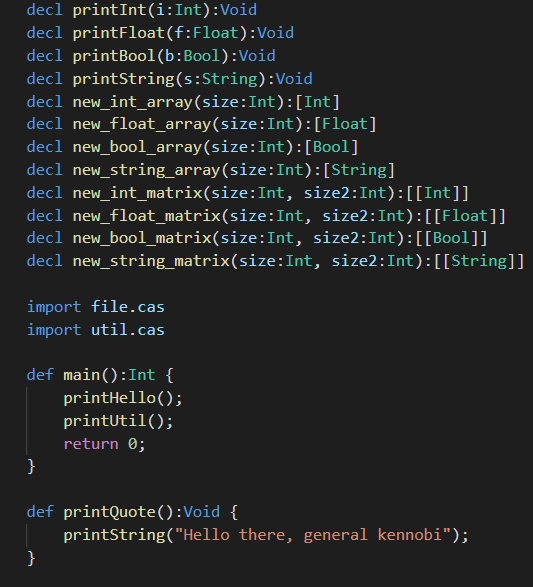 decl printInt(i:Int):Void
decl printFloat(f:Float):Void
decl printBool(b:Bool):Void
decl printString(s:String):Void
decl new_int_array(size:Int):[Int]
decl new_float_array(size:Int):[Float]
decl new_bool_array(size:Int):[Bool]
decl new_string_array(size:Int):[String]
decl new_int_matrix(size:Int, size2:Int):[[Int]]
decl new_float_matrix(size:Int, size2:Int):[[Float]]
decl new_bool_matrix(size:Int, size2:Int):[[Bool]]
decl new_string_matrix(size:Int, size2:Int):[[String]]

import file.cas
import util.cas

def main():Int {
    printHello();
    printUtil();
    return 0;
}

def printQuote():Void {
    printString("Hello there, general kennobi");
}